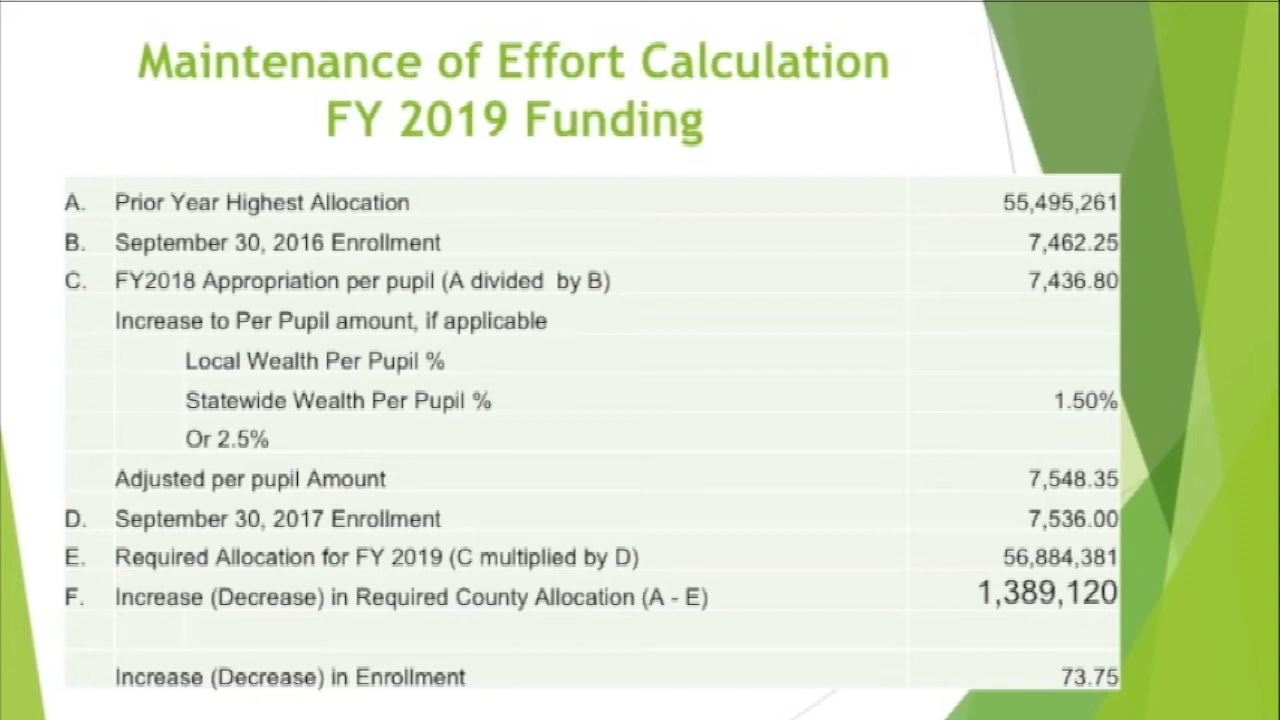 Maintenance of Effort Calculation
FY 2019 Funding
A. Prior Year Highest Allocation 55,495,261
B. September 30, 2016 Enrollment 7,462.25
C. FY2018 Appropriation per pupil (A divided by B) 7,436.80
Increase to Per Pupil amount, if applicable
Local Wealth Per Pupil %
Statewide Wealth Per Pupil % 1.50%
Or 2.5%
Adjusted per pupil Amount 7,548.35
D. September 30, 2017 Enrollment 7,536.00
E. Required Allocation for FY 2019 (C multiplied by D) 56,884,381
F. Increase (Decrease) in Required County Allocation (A - E) 1,389,120
Increase (Decrease) in Enrollment 73.75